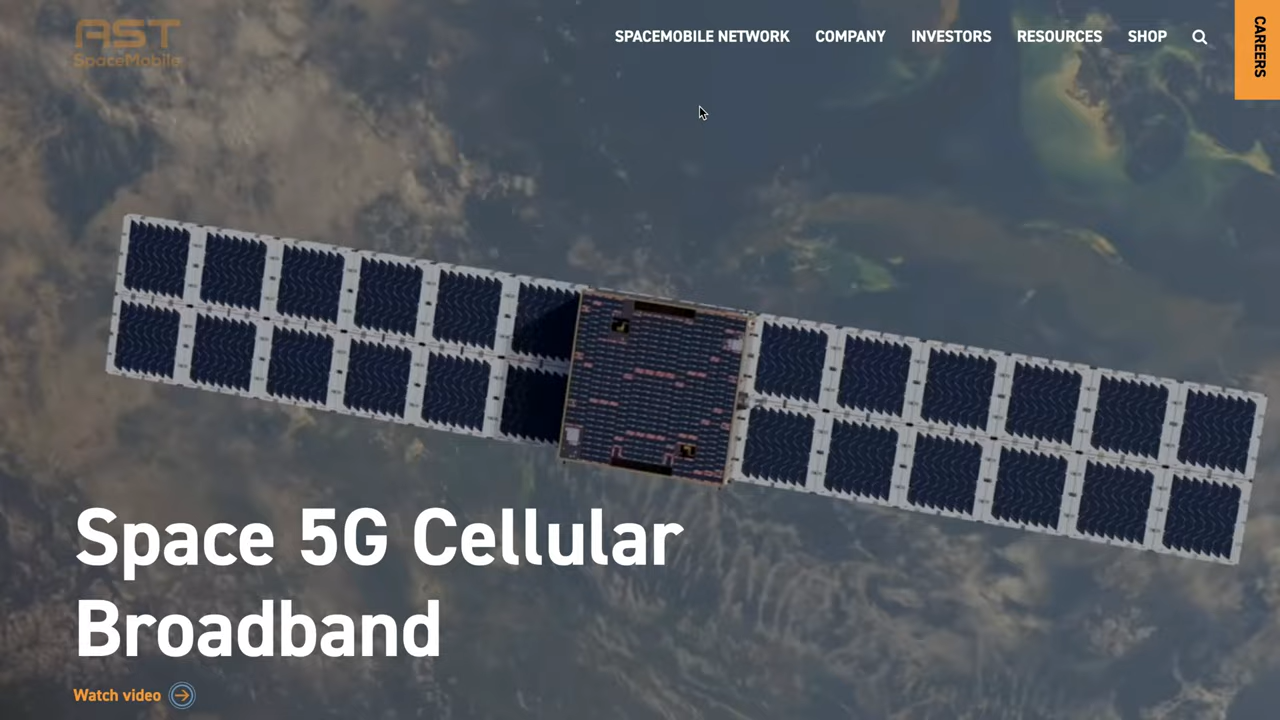 AST
SpaceMobile
SPACEMOBILE NETWORK COMPANY INVESTORS RESOURCES SHOP
CAREERS
Space 5G Cellular
Broadband
Watch video